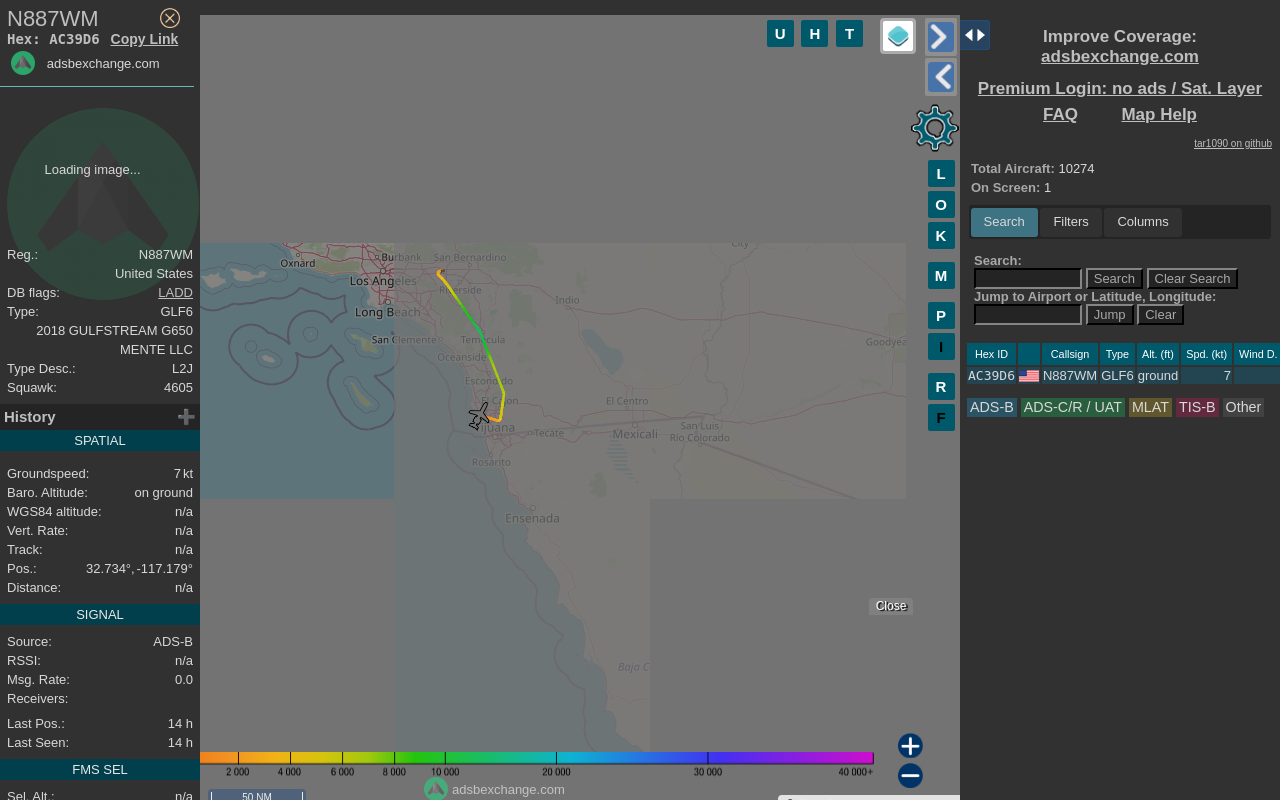 N887WM
Hex: AC39D6 Copy Link
adsbexchange.com
Loading image...
Reg.: N887WM
United States
DB flags: LADD
Type: GLF6
2018 GULFSTREAM G650
MENTE LLC
Type Desc.: L2J
Squawk: 4605
History
SPATIAL
Groundspeed: 7 kt
Baro. Altitude: on ground
WGS84 altitude: n/a
Vert. Rate: n/a
Track: n/a
Pos.: 32.734°, -117.179°
Distance: n/a
SIGNAL
Source: ADS-B
RSSI: n/a
Msg. Rate: 0.0
Receivers:
Last Pos.: 14 h
Last Seen: 14 h
FMS SEL
Sel. Alt.: n/a
U H T
L
O
K
M
P
I
R
F
City
Oxnard
Burbank
San Bernardino
Los Angeles
Riverside
Indio
Long Beach
San Clemente
Temecula
Goodyea
Oceanside
Escondido
El Cajon
El Centro
Tijuana
Tecate
Mexicali
San Luis
Río Colorado
Rosarito
Ensenada
Baja C
Close
2 000 4 000 6 000 8 000 10 000 20 000 30 000 40 000+
adsbexchange.com
50 NM
Improve Coverage:
adsbexchange.com
Premium Login: no ads / Sat. Layer
FAQ Map Help
tar1090 on github
Total Aircraft: 10274
On Screen: 1
Search Filters Columns
Search:
Search Clear Search
Jump to Airport or Latitude, Longitude:
Jump Clear
Hex ID Callsign Type Alt. (ft) Spd. (kt) Wind D.
AC39D6 N887WM GLF6 ground 7
ADS-B ADS-C/R / UAT MLAT TIS-B Other